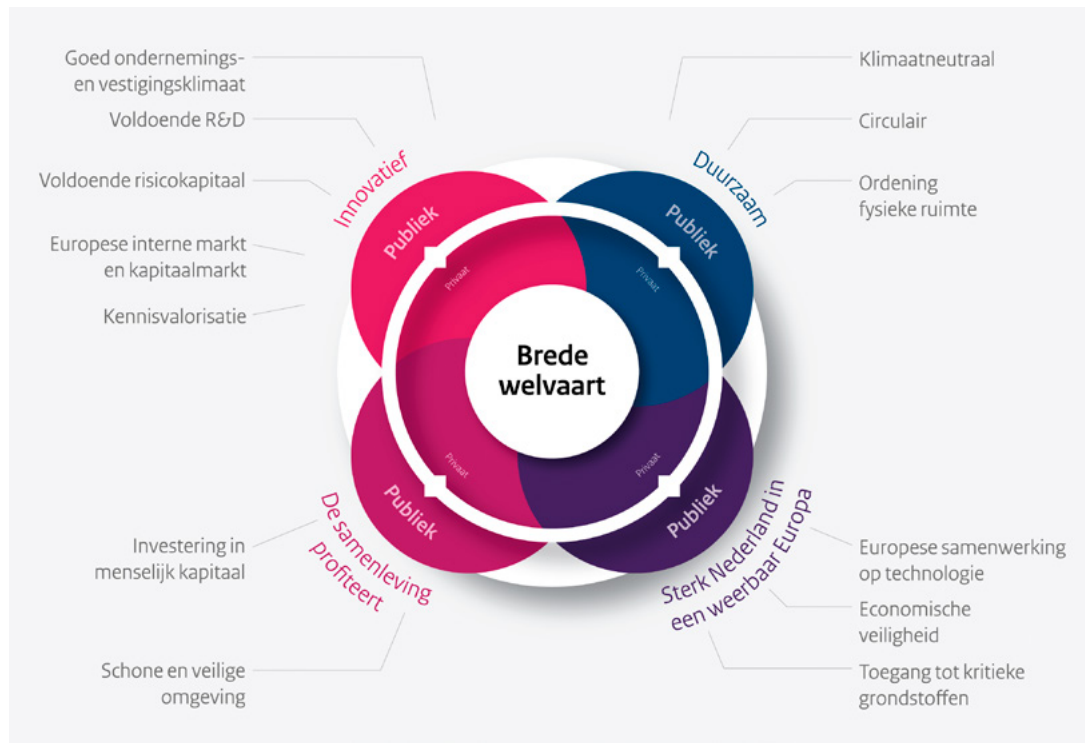 Goed ondernemings-
en vestigingsklimaat
Voldoende R&D
Voldoende risicokapitaal
Europese interne markt
en kapitaalmarkt
Kennisvalorisatie
Innovatief
Publiek
Privaat
Klimaatneutraal
Circulair
Ordening
fysieke ruimte
Duurzaam
Publiek
Privaat
Brede
welvaart
Privaat
Publiek
De samenleving
profiteert
Investering in
menselijk kapitaal
Schone en veilige
omgeving
Privaat
Publiek
Sterk Nederland in
een weerbaar Europa
Europese samenwerking
op technologie
Economische
veiligheid
Toegang tot kritieke
grondstoffen